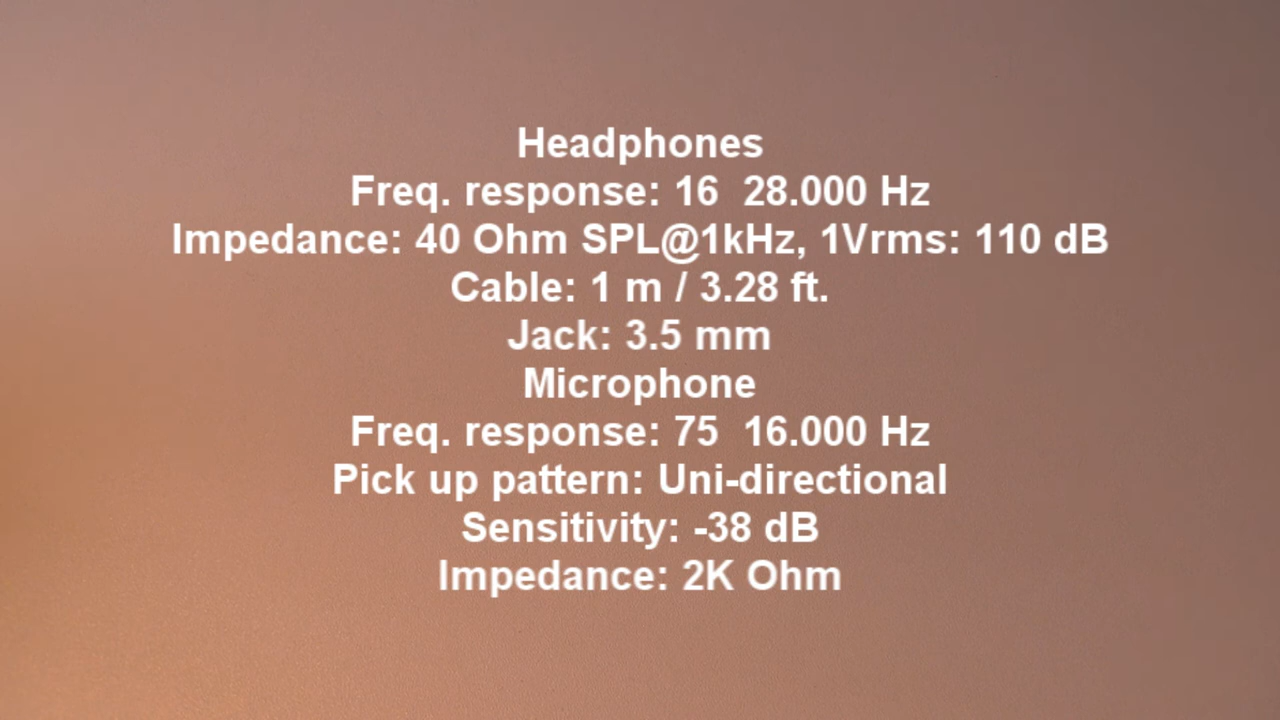 Headphones
Freq. response: 16  28.000 Hz
Impedance: 40 Ohm SPL@1kHz, 1Vrms: 110 dB
Cable: 1 m / 3.28 ft.
Jack: 3.5 mm
Microphone
Freq. response: 75  16.000 Hz
Pick up pattern: Uni-directional
Sensitivity: -38 dB
Impedance: 2K Ohm